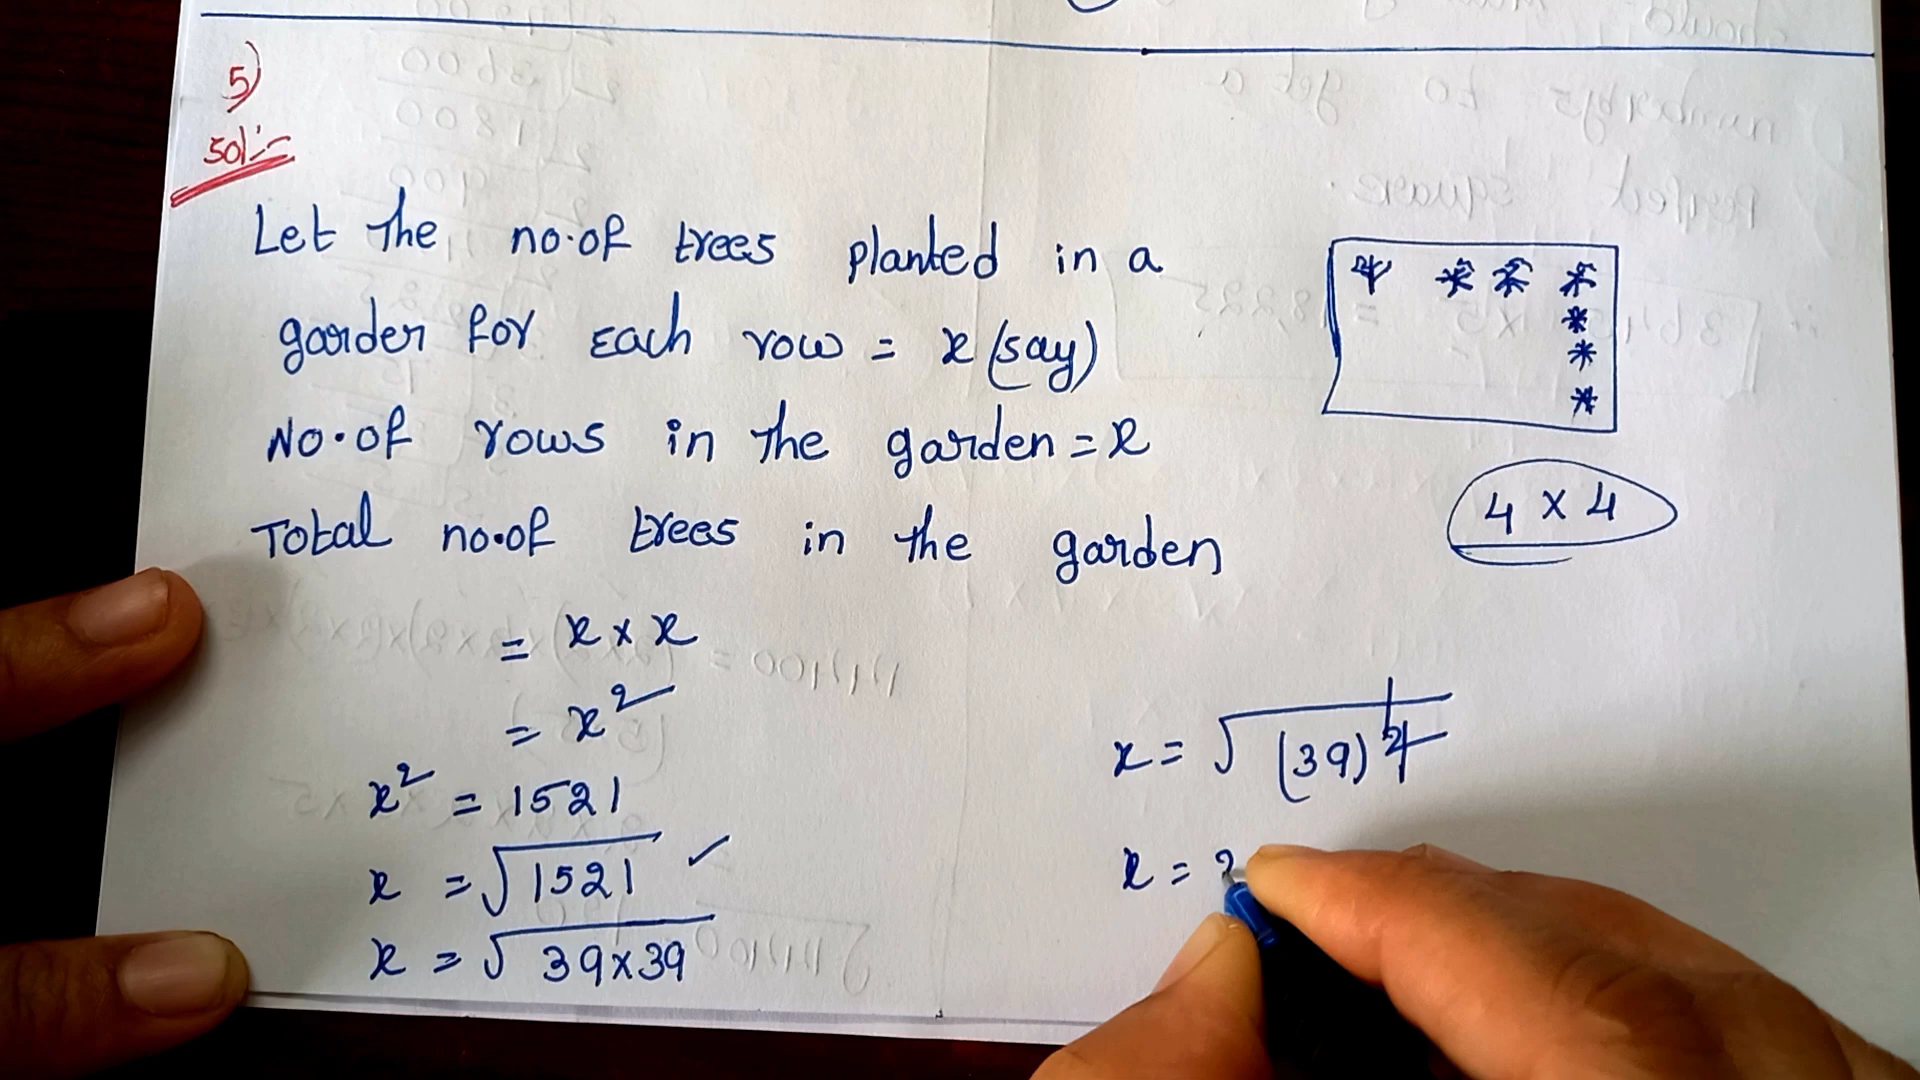 5)
Sol:-
Let the no.of trees planted in a
garden for each row = x (say)
No.of rows in the garden = x
Total no.of trees in the garden
= x × x
= x²
x² = 1521
x = √1521 ✓
x = √39×39
4 × 4
x = √(39)²
x =